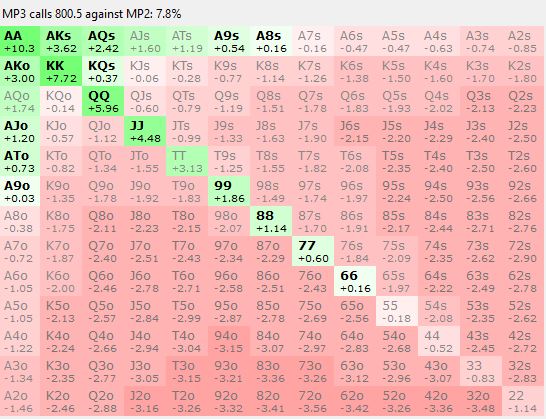 MP3 calls 800.5 against MP2: 7.8%
AA AKs AQs AJs ATs A9s A8s A7s A6s A5s A4s A3s A2s
+10.3 +3.62 +2.42 +1.60 +1.19 +0.54 +0.16 -0.16 -0.47 -0.47 -0.63 -0.74 -0.85
AKo KK KQs KJs KTs K9s K8s K7s K6s K5s K4s K3s K2s
+3.00 +7.72 +0.37 -0.06 -0.28 -0.77 -1.14 -1.26 -1.38 -1.50 -1.60 -1.70 -1.80
AQo KQo QQ QJs QTs Q9s Q8s Q7s Q6s Q5s Q4s Q3s Q2s
+1.74 -0.14 +5.96 -0.60 -0.79 -1.19 -1.51 -1.78 -1.83 -1.93 -2.02 -2.13 -2.23
AJo KJo QJo JJ JTs J9s J8s J7s J6s J5s J4s J3s J2s
+1.20 -0.57 -1.12 +4.48 -0.99 -1.33 -1.63 -1.90 -2.15 -2.20 -2.29 -2.40 -2.50
ATo KTo QTo JTo TT T9s T8s T7s T6s T5s T4s T3s T2s
+0.73 -0.82 -1.34 -1.55 +3.13 -1.25 -1.55 -1.82 -2.08 -2.35 -2.40 -2.50 -2.60
A9o K9o Q9o J9o T9o 99 98s 97s 96s 95s 94s 93s 92s
+0.03 -1.35 -1.78 -1.92 -1.83 +1.86 -1.49 -1.74 -1.97 -2.24 -2.50 -2.56 -2.66
A8o K8o Q8o J8o T8o 98o 88 87s 86s 85s 84s 83s 82s
-0.38 -1.75 -2.11 -2.23 -2.15 -2.07 +1.14 -1.70 -1.91 -2.17 -2.44 -2.71 -2.76
A7o K7o Q7o J7o T7o 97o 87o 77 76s 75s 74s 73s 72s
-0.72 -1.87 -2.40 -2.51 -2.43 -2.34 -2.29 +0.60 -1.84 -2.09 -2.35 -2.62 -2.90
A6o K6o Q6o J6o T6o 96o 86o 76o 66 65s 64s 63s 62s
-1.05 -2.00 -2.46 -2.78 -2.71 -2.58 -2.51 -2.43 +0.16 -1.97 -2.22 -2.49 -2.78
A5o K5o Q5o J5o T5o 95o 85o 75o 65o 55 54s 53s 52s
-1.05 -2.13 -2.57 -2.84 -2.99 -2.87 -2.78 -2.69 -2.56 -0.18 -2.08 -2.35 -2.62
A4o K4o Q4o J4o T4o 94o 84o 74o 64o 54o 44 43s 42s
-1.22 -2.24 -2.66 -2.94 -3.04 -3.15 -3.07 -2.97 -2.83 -2.68 -0.52 -2.45 -2.72
A3o K3o Q3o J3o T3o 93o 83o 73o 63o 53o 43o 33 32s
-1.34 -2.35 -2.77 -3.05 -3.15 -3.21 -3.36 -3.26 -3.12 -2.96 -3.07 -0.83 -2.83
A2o K2o Q2o J2o T2o 92o 82o 72o 62o 52o 42o 32o 22
-1.46 -2.46 -2.88 -3.16 -3.26 -3.32 -3.41 -3.56 -3.42 -3.26 -3.36 -3.49 -1.14